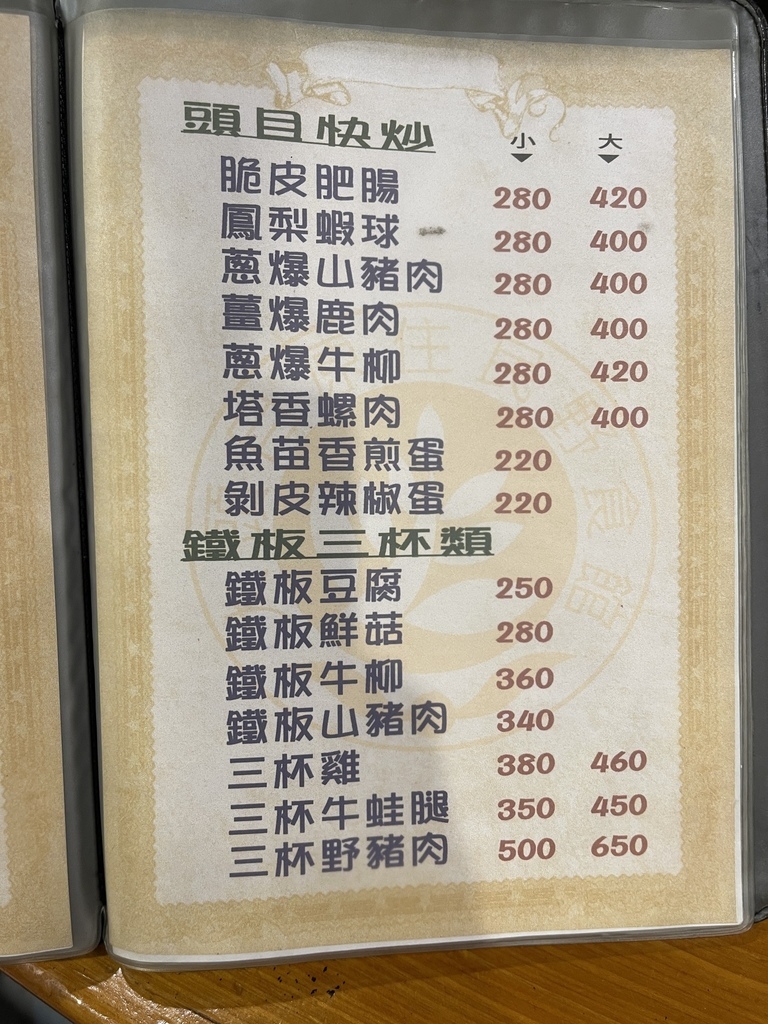 頭目快炒 小 大
脆皮肥腸 280 420
鳳梨蝦球 280 400
蔥爆山豬肉 280 400
薑爆鹿肉 280 400
蔥爆牛柳 280 420
塔香螺肉 280 400
魚苗香煎蛋 220
剝皮辣椒蛋 220
鐵板三杯類
鐵板豆腐 250
鐵板鮮菇 280
鐵板牛柳 360
鐵板山豬肉 340
三杯雞 380 460
三杯牛蛙腿 350 450
三杯野豬肉 500 650